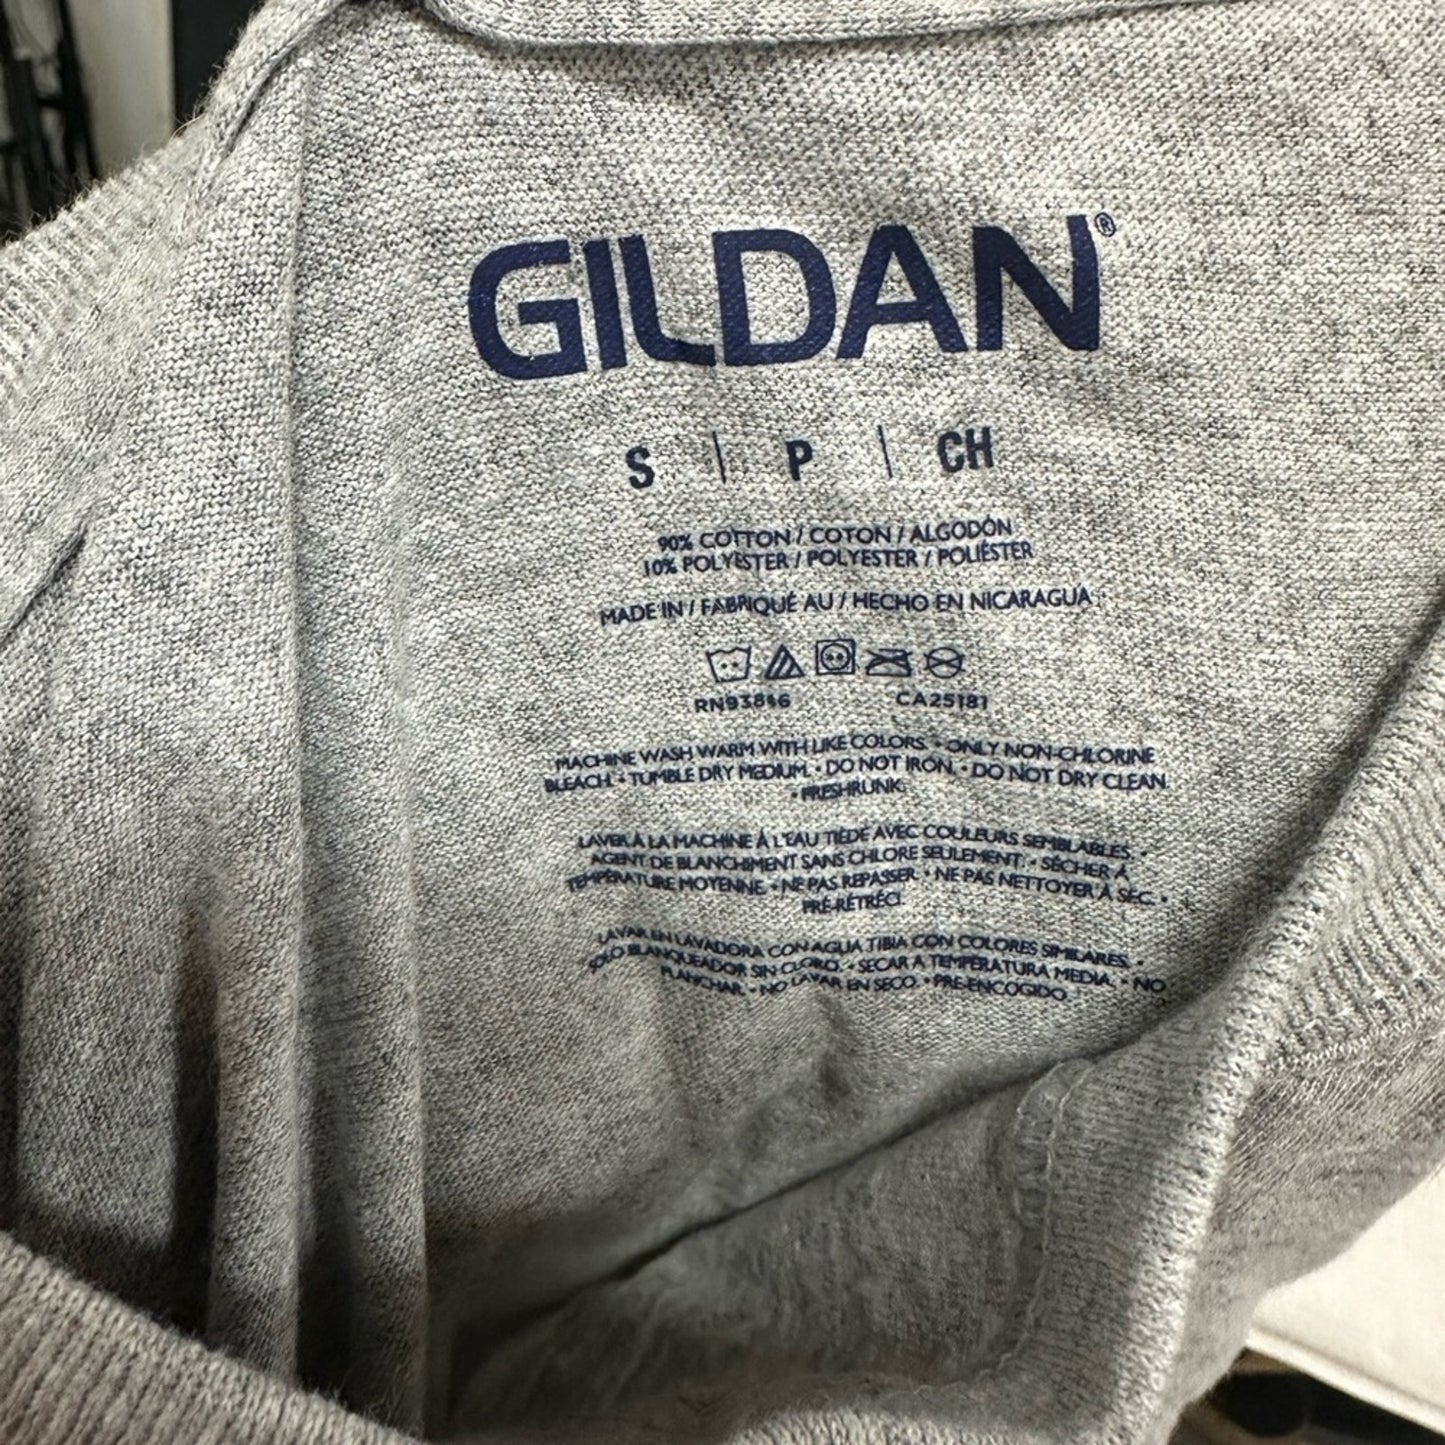 GILDAN®
S | P | CH
90% COTTON / COTON / ALGODÓN
10% POLYESTER / POLYESTER / POLIÉSTER
MADE IN / FABRIQUÉ AU / HECHO EN NICARAGUA
RN93846 CA25181
MACHINE WASH WARM WITH LIKE COLORS. • ONLY NON-CHLORINE
BLEACH. • TUMBLE DRY MEDIUM. • DO NOT IRON. • DO NOT DRY CLEAN.
• PRESHRUNK.
LAVER À LA MACHINE À L'EAU TIÈDE AVEC COULEURS SEMBLABLES. •
AGENT DE BLANCHIMENT SANS CHLORE SEULEMENT. • SÉCHER À
TEMPÉRATURE MOYENNE. • NE PAS REPASSER. • NE PAS NETTOYER À SEC. •
PRÉ-RÉTRÉCI.
LAVAR EN LAVADORA CON AGUA TIBIA CON COLORES SIMILARES. •
SOLO BLANQUEADOR SIN CLORO. • SECAR A TEMPERATURA MEDIA. • NO
PLANCHAR. • NO LAVAR EN SECO. • PRE-ENCOGIDO